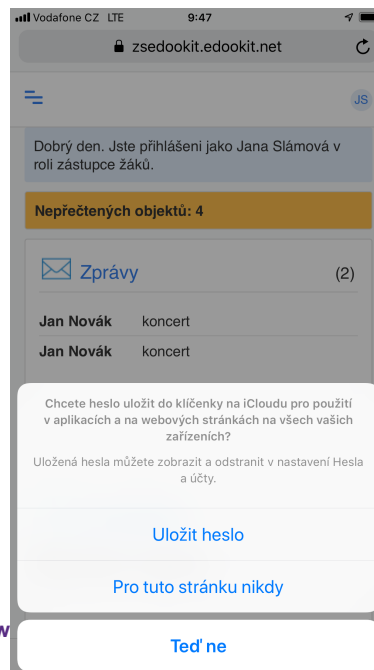 Vodafone CZ LTE 9:47
zsedookit.edookit.net
JS
Dobrý den. Jste přihlášeni jako Jana Slámová v
roli zástupce žáků.
Nepřečtených objektů: 4
Zprávy (2)
Jan Novák koncert
Jan Novák koncert
Chcete heslo uložit do klíčenky na iCloudu pro použití
v aplikacích a na webových stránkách na všech vašich
zařízeních?
Uložená hesla můžete zobrazit a odstranit v nastavení Hesla
a účty.
Uložit heslo
Pro tuto stránku nikdy
w
Teď ne